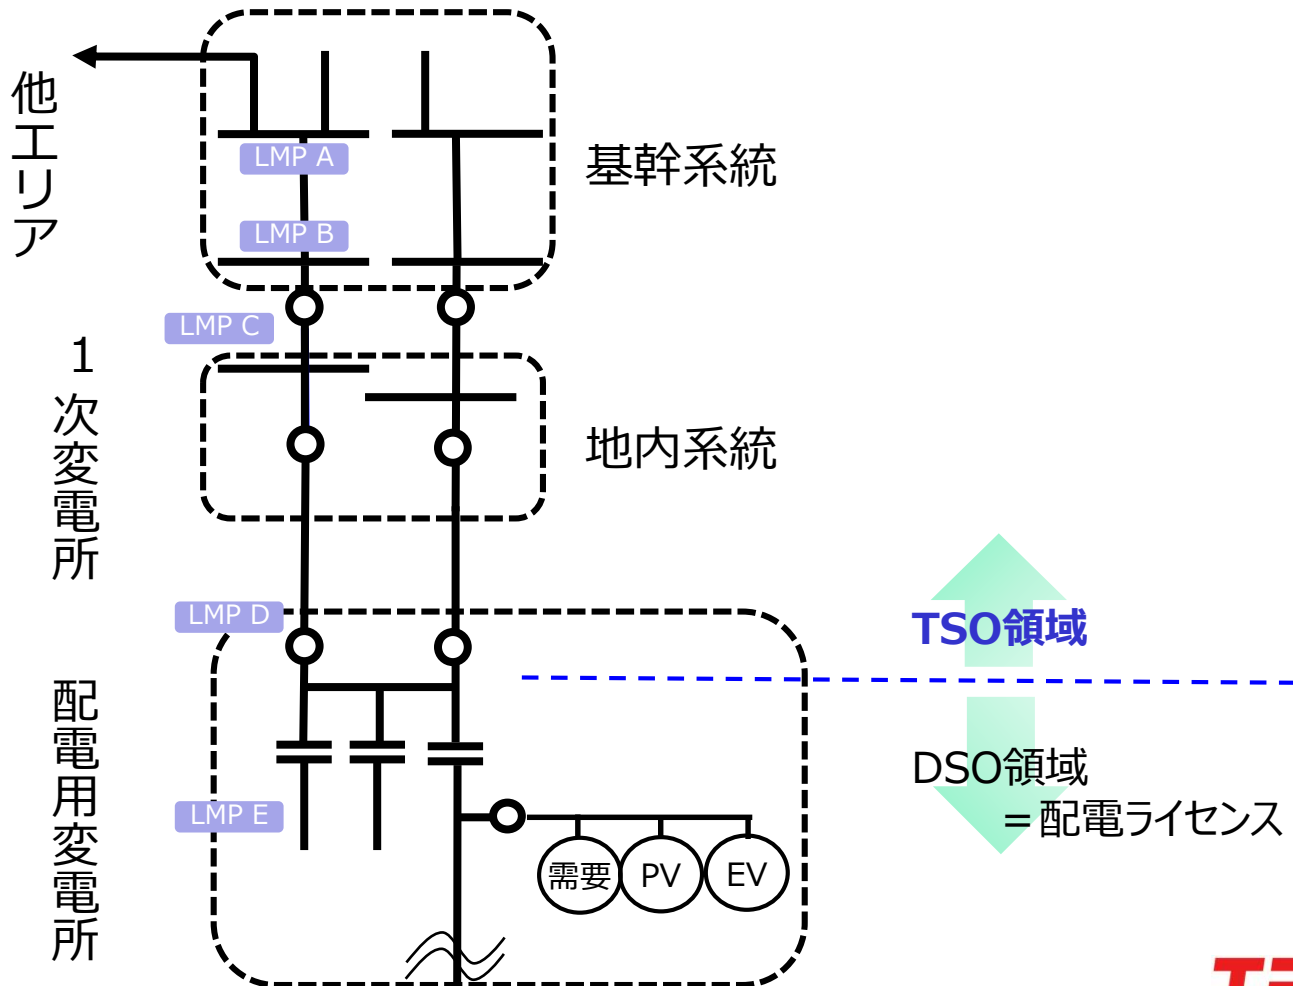 他エリア
LMP A
基幹系統
LMP B
LMP C
1次変電所
地内系統
LMP D
TSO領域
配電用変電所
DSO領域
=配電ライセンス
LMP E
需要
PV
EV